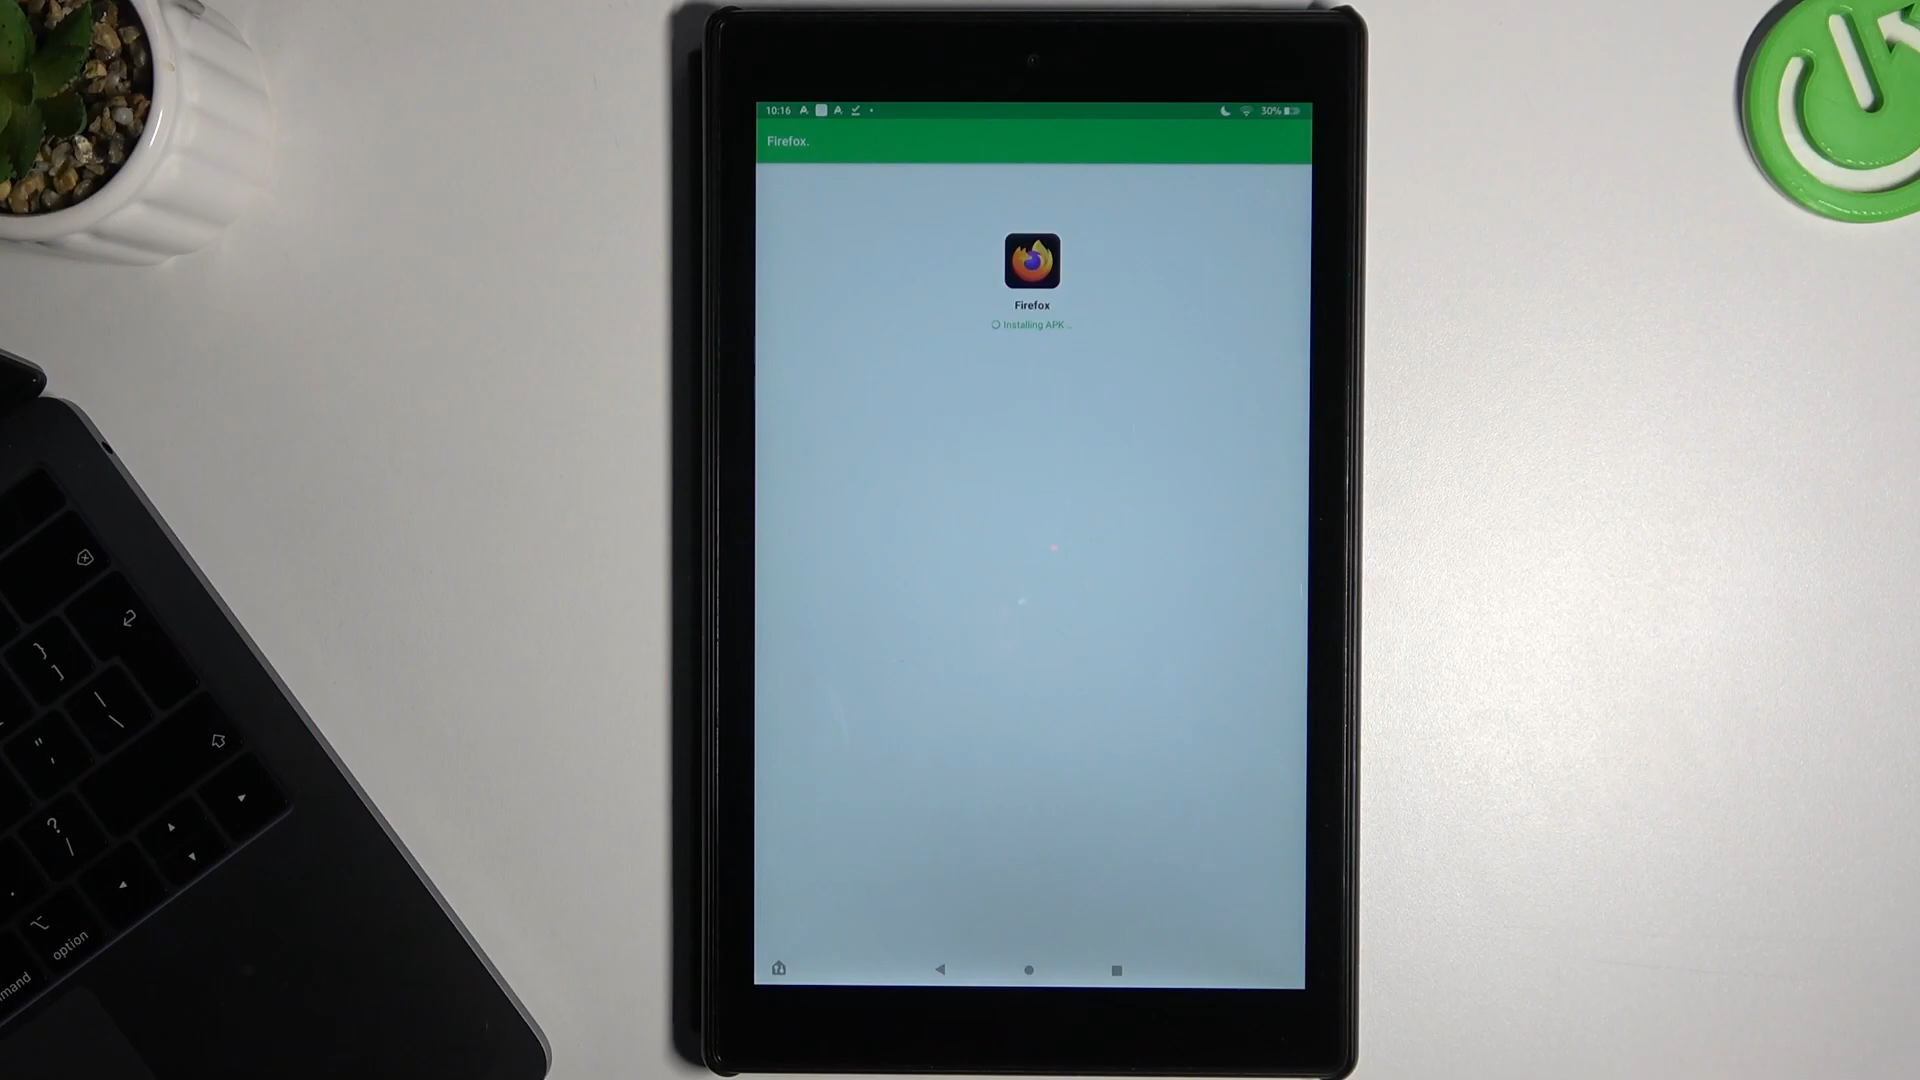 10:16
30%
Firefox.
Firefox
Installing APK ...
}
]
|
\
"
'
?
/
option
mand